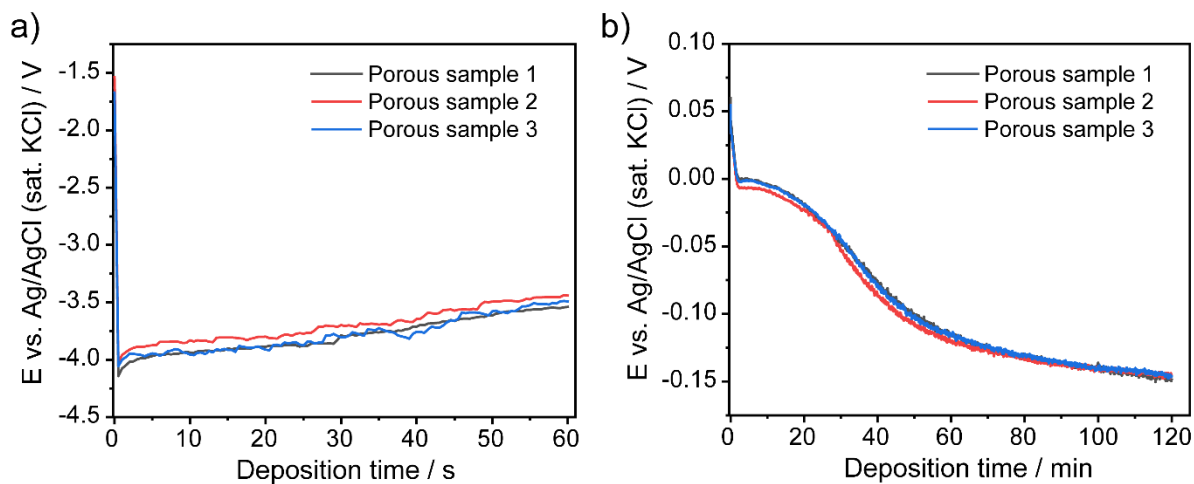 a)
E vs. Ag/AgCl (sat. KCl) / V
-1.5
-2.0
-2.5
-3.0
-3.5
-4.0
-4.5
Porous sample 1
Porous sample 2
Porous sample 3
0 10 20 30 40 50 60
Deposition time / s
b)
E vs. Ag/AgCl (sat. KCl) / V
0.10
0.05
0.00
-0.05
-0.10
-0.15
Porous sample 1
Porous sample 2
Porous sample 3
0 20 40 60 80 100 120
Deposition time / min